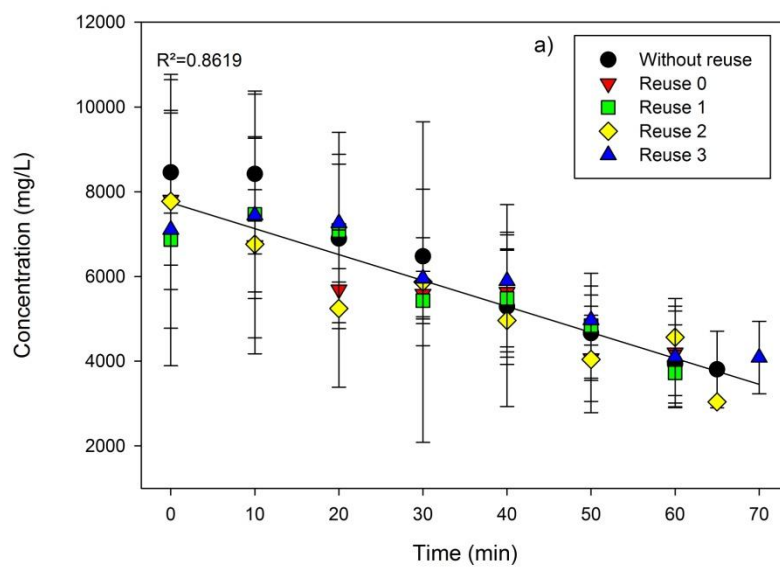 12000
R²=0.8619
a)
Without reuse
Reuse 0
Reuse 1
Reuse 2
Reuse 3
10000
8000
6000
4000
2000
Concentration (mg/L)
0 10 20 30 40 50 60 70
Time (min)